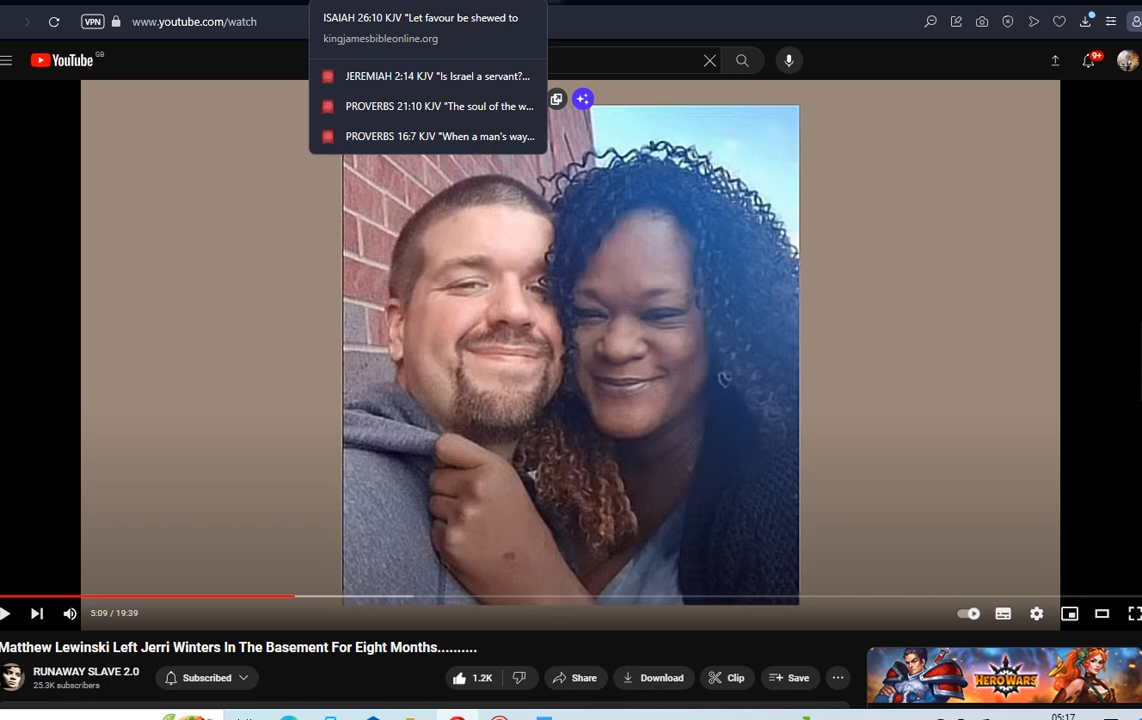 VPN
www.youtube.com/watch
ISAIAH 26:10 KJV "Let favour be shewed to
kingjamesbibleonline.org
JEREMIAH 2:14 KJV "Is Israel a servant?...
PROVERBS 21:10 KJV "The soul of the w...
PROVERBS 16:7 KJV "When a man's way...
YouTube GB
9+
5:09 / 19:39
Matthew Lewinski Left Jerri Winters In The Basement For Eight Months..........
RUNAWAY SLAVE 2.0
25.3K subscribers
Subscribed
1.2K
Share
Download
Clip
Save
HERO WARS
05:17